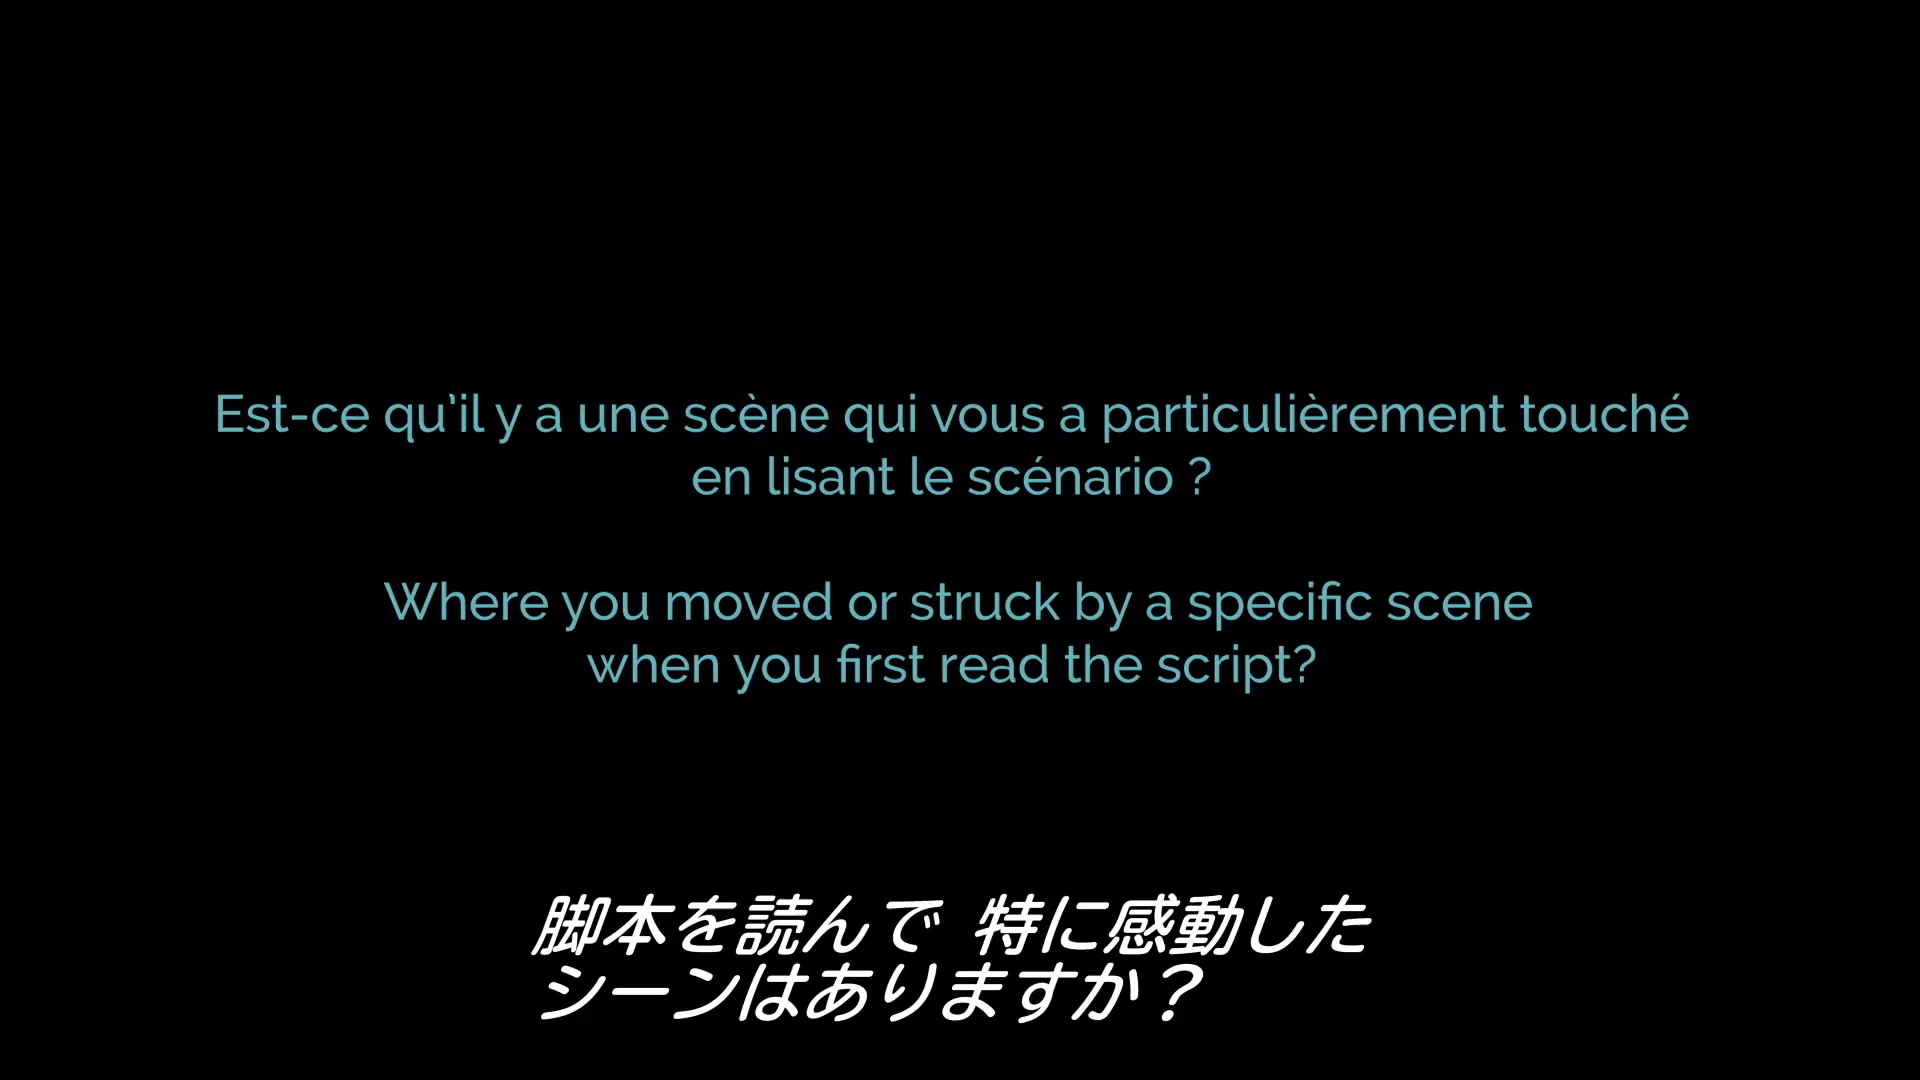 Est-ce qu’il y a une scène qui vous a particulièrement touché
en lisant le scénario ?
Where you moved or struck by a specific scene
when you first read the script?
脚本を読んで 特に感動した
シーンはありますか？